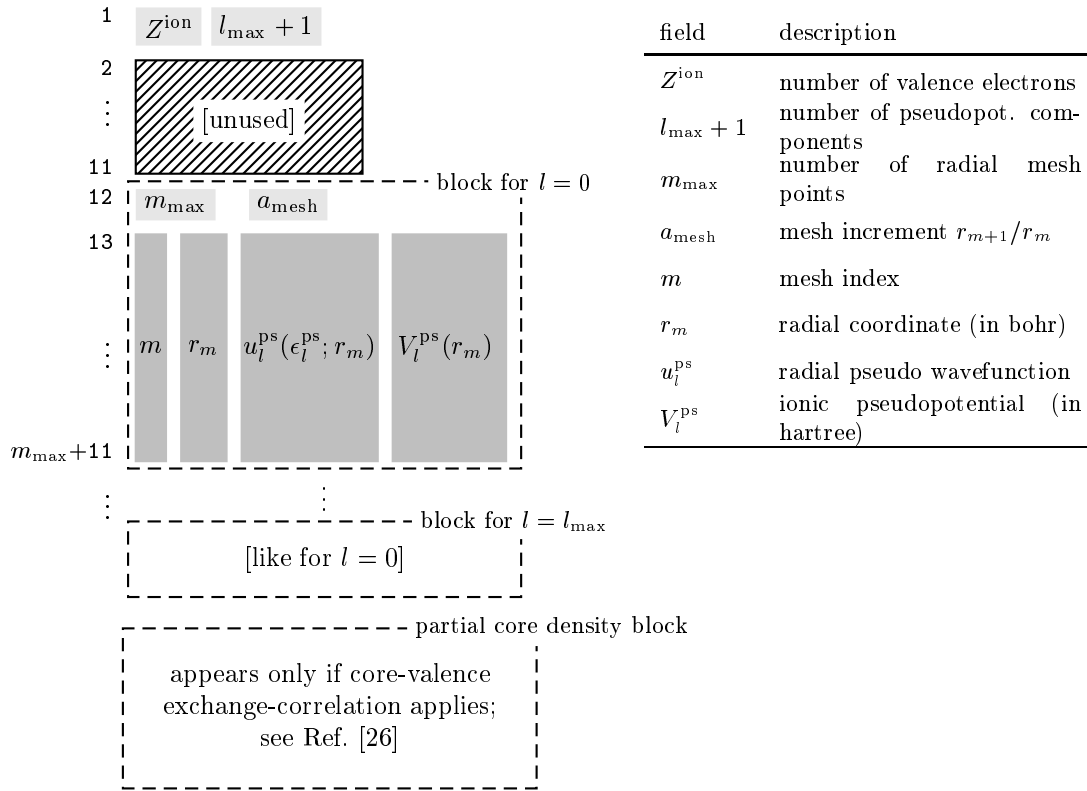 1 Z^ion l_max + 1
2
⋮
[unused]
11
block for l = 0
12 m_max a_mesh
13
⋮ m r_m u_l^ps(ϵ_l^ps; r_m) V_l^ps(r_m)
m_max+11
⋮ ⋮
block for l = l_max
[like for l = 0]
partial core density block
appears only if core-valence
exchange-correlation applies;
see Ref. [26]
field description
Z^ion number of valence electrons
l_max + 1 number of pseudopot. com-
ponents
m_max number of radial mesh
points
a_mesh mesh increment r_{m+1}/r_m
m mesh index
r_m radial coordinate (in bohr)
u_l^ps radial pseudo wavefunction
V_l^ps ionic pseudopotential (in
hartree)